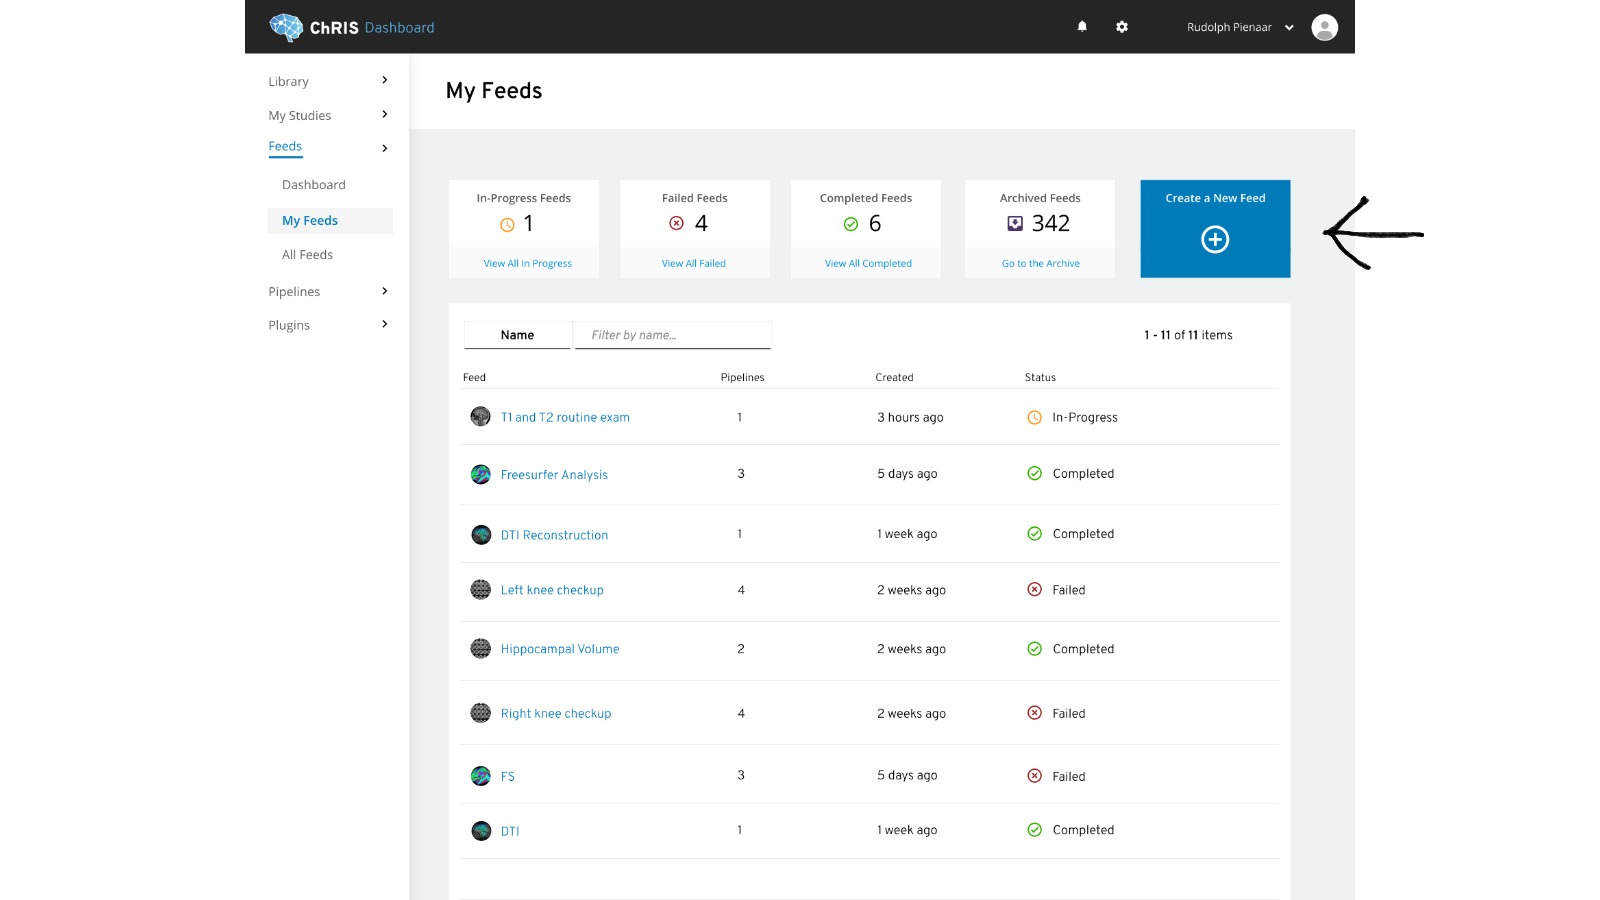 ChRIS Dashboard
Rudolph Pienaar
Library
My Studies
Feeds
Dashboard
My Feeds
All Feeds
Pipelines
Plugins
My Feeds
In-Progress Feeds
1
View All In Progress
Failed Feeds
4
View All Failed
Completed Feeds
6
View All Completed
Archived Feeds
342
Go to the Archive
Create a New Feed
Name Filter by name...
1 - 11 of 11 items
Feed Pipelines Created Status
T1 and T2 routine exam 1 3 hours ago In-Progress
Freesurfer Analysis 3 5 days ago Completed
DTI Reconstruction 1 1 week ago Completed
Left knee checkup 4 2 weeks ago Failed
Hippocampal Volume 2 2 weeks ago Completed
Right knee checkup 4 2 weeks ago Failed
FS 3 5 days ago Failed
DTI 1 1 week ago Completed